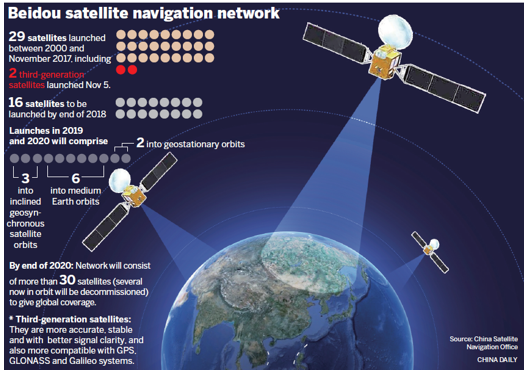 Beidou satellite navigation network
29 satellites launched
between 2000 and
November 2017, including
2 third-generation
satellites launched Nov 5.
16 satellites to be
launched by end of 2018
Launches in 2019
and 2020 will comprise
2 into geostationary orbits
3
into
inclined
geosyn-
chronous
satellite
orbits
6
into medium
Earth orbits
By end of 2020: Network will consist
of more than 30 satellites (several
now in orbit will be decommissioned)
to give global coverage.
* Third-generation satellites:
They are more accurate, stable
and with better signal clarity, and
also more compatible with GPS,
GLONASS and Galileo systems.
Source: China Satellite
Navigation Office
CHINA DAILY